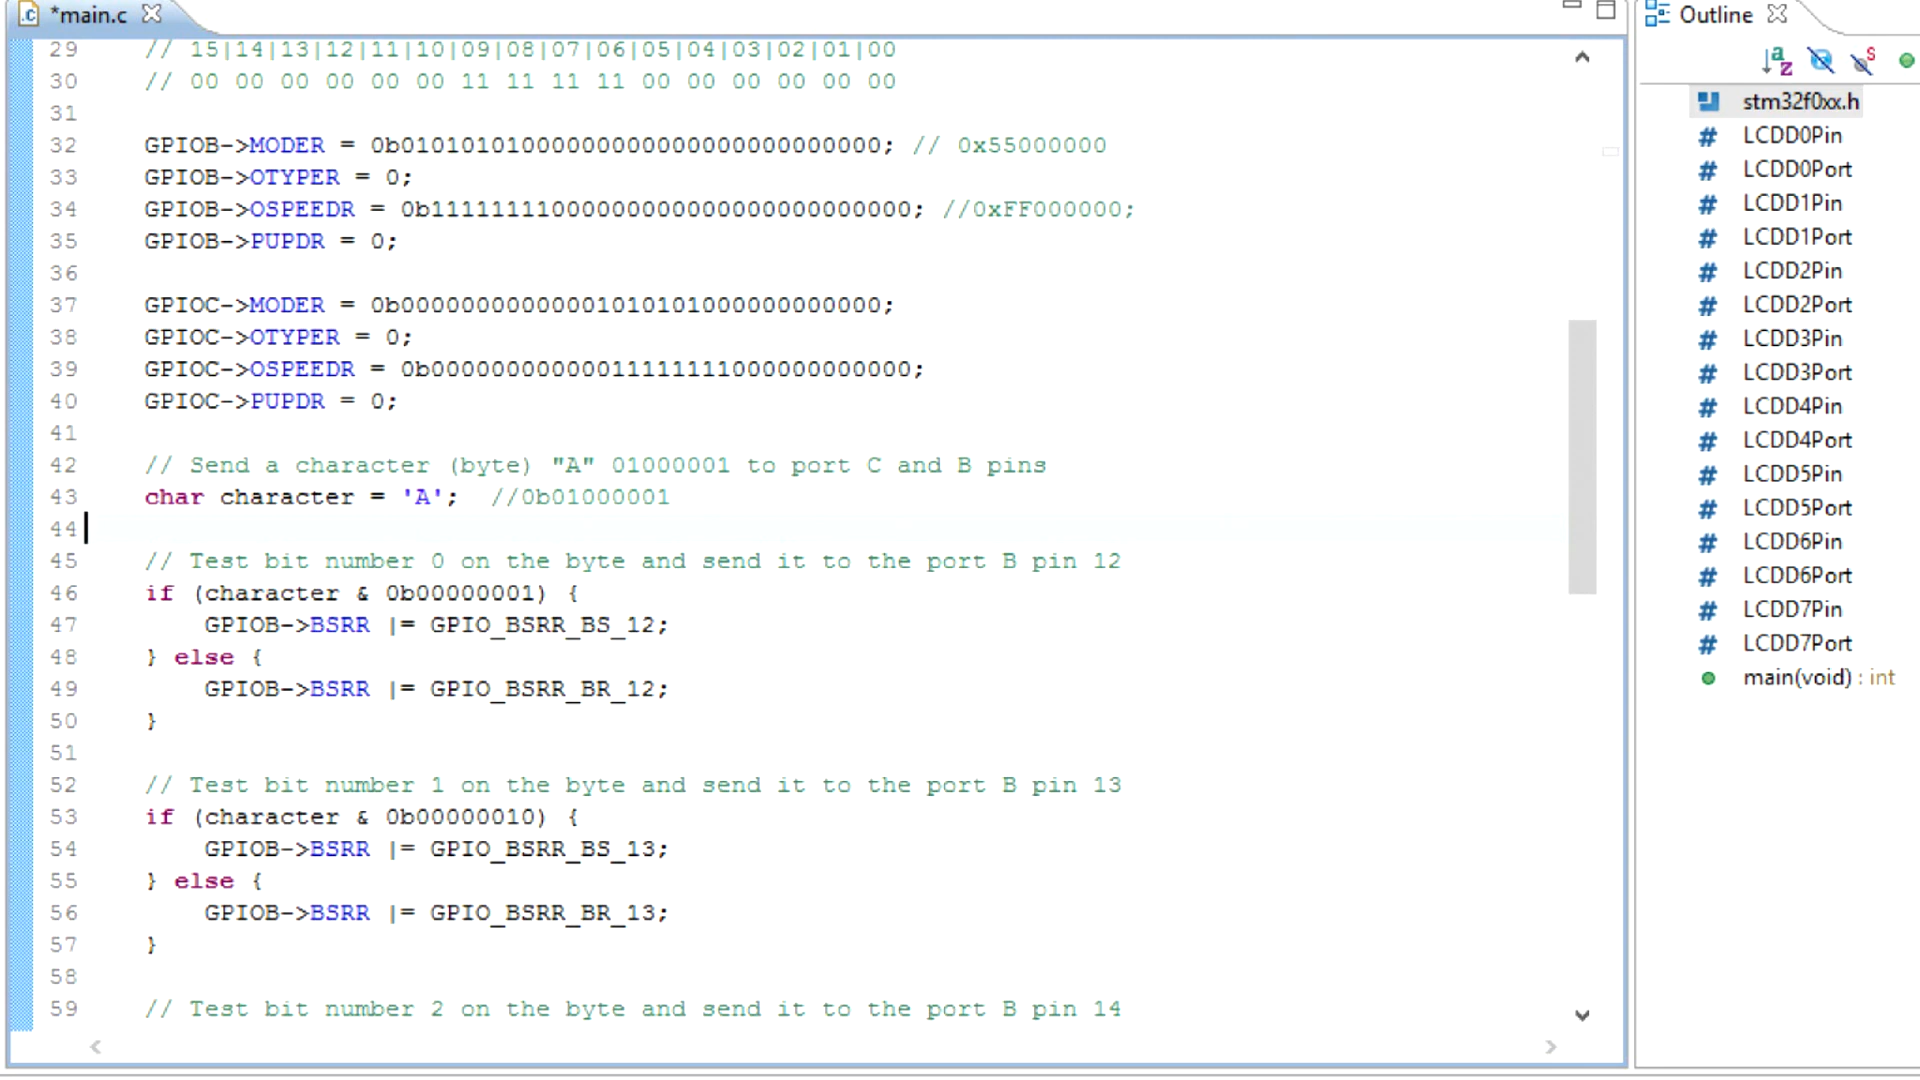 *main.c
29 // 15|14|13|12|11|10|09|08|07|06|05|04|03|02|01|00
30 // 00 00 00 00 00 00 11 11 11 11 00 00 00 00 00 00
31
32 GPIOB->MODER = 0b01010101000000000000000000000000; // 0x55000000
33 GPIOB->OTYPER = 0;
34 GPIOB->OSPEEDR = 0b11111111000000000000000000000000; //0xFF000000;
35 GPIOB->PUPDR = 0;
36
37 GPIOC->MODER = 0b00000000000001010101000000000000;
38 GPIOC->OTYPER = 0;
39 GPIOC->OSPEEDR = 0b00000000000011111111000000000000;
40 GPIOC->PUPDR = 0;
41
42 // Send a character (byte) "A" 01000001 to port C and B pins
43 char character = 'A'; //0b01000001
44
45 // Test bit number 0 on the byte and send it to the port B pin 12
46 if (character & 0b00000001) {
47 GPIOB->BSRR |= GPIO_BSRR_BS_12;
48 } else {
49 GPIOB->BSRR |= GPIO_BSRR_BR_12;
50 }
51
52 // Test bit number 1 on the byte and send it to the port B pin 13
53 if (character & 0b00000010) {
54 GPIOB->BSRR |= GPIO_BSRR_BS_13;
55 } else {
56 GPIOB->BSRR |= GPIO_BSRR_BR_13;
57 }
58
59 // Test bit number 2 on the byte and send it to the port B pin 14
Outline
stm32f0xx.h
# LCDD0Pin
# LCDD0Port
# LCDD1Pin
# LCDD1Port
# LCDD2Pin
# LCDD2Port
# LCDD3Pin
# LCDD3Port
# LCDD4Pin
# LCDD4Port
# LCDD5Pin
# LCDD5Port
# LCDD6Pin
# LCDD6Port
# LCDD7Pin
# LCDD7Port
main(void) : int